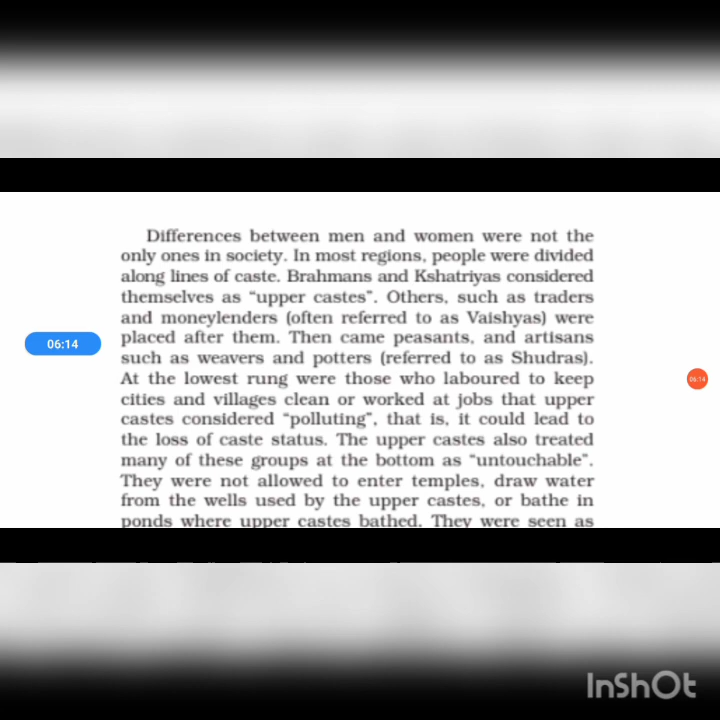 Differences between men and women were not the
only ones in society. In most regions, people were divided
along lines of caste. Brahmans and Kshatriyas considered
themselves as “upper castes”. Others, such as traders
and moneylenders (often referred to as Vaishyas) were
06:14
placed after them. Then came peasants, and artisans
such as weavers and potters (referred to as Shudras).
06:14
At the lowest rung were those who laboured to keep
cities and villages clean or worked at jobs that upper
castes considered “polluting”, that is, it could lead to
the loss of caste status. The upper castes also treated
many of these groups at the bottom as “untouchable”.
They were not allowed to enter temples, draw water
from the wells used by the upper castes, or bathe in
ponds where upper castes bathed. They were seen as
InShOt